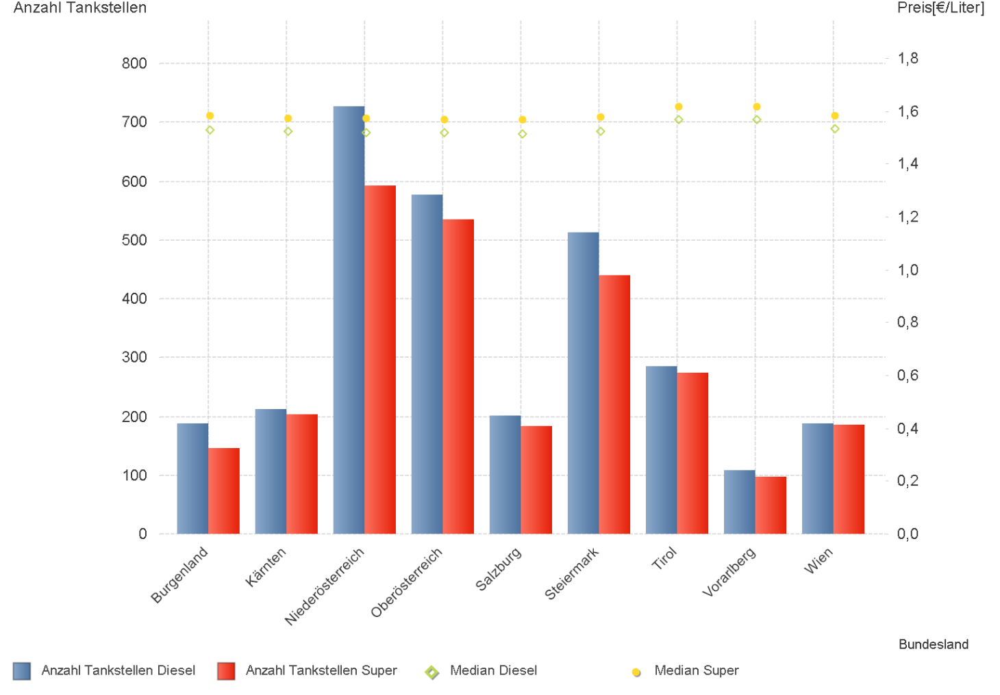 Anzahl Tankstellen
Preis[€/Liter]
800
700
600
500
400
300
200
100
0
1,8
1,6
1,4
1,2
1,0
0,8
0,6
0,4
0,2
0,0
Burgenland
Kärnten
Niederösterreich
Oberösterreich
Salzburg
Steiermark
Tirol
Vorarlberg
Wien
Bundesland
Anzahl Tankstellen Diesel
Anzahl Tankstellen Super
Median Diesel
Median Super